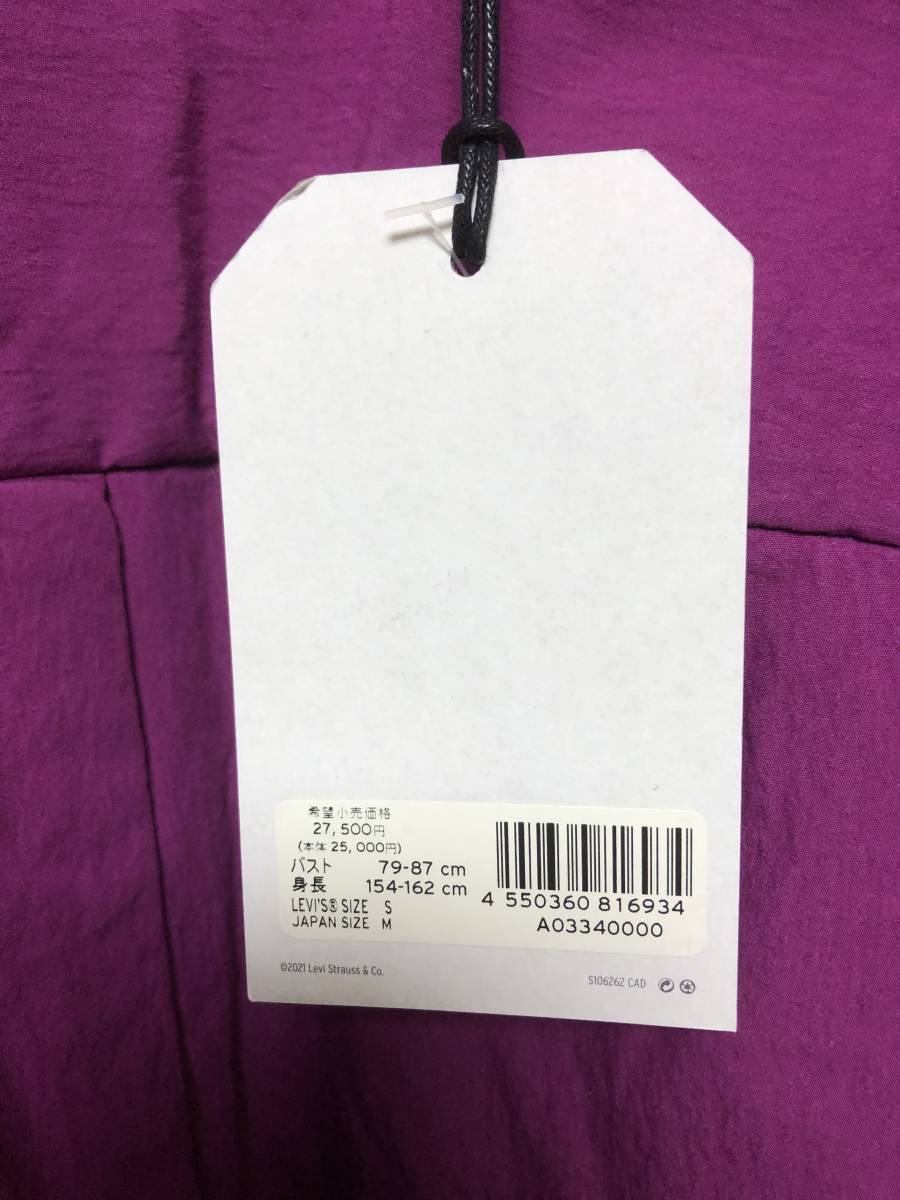 希望小売価格
27,500円
(本体 25,000円)
バスト 79-87 cm
身長 154-162 cm
LEVI'S® SIZE S
JAPAN SIZE M
4 550360 816934
A03340000
©2021 Levi Strauss & Co.
S106262 CAD